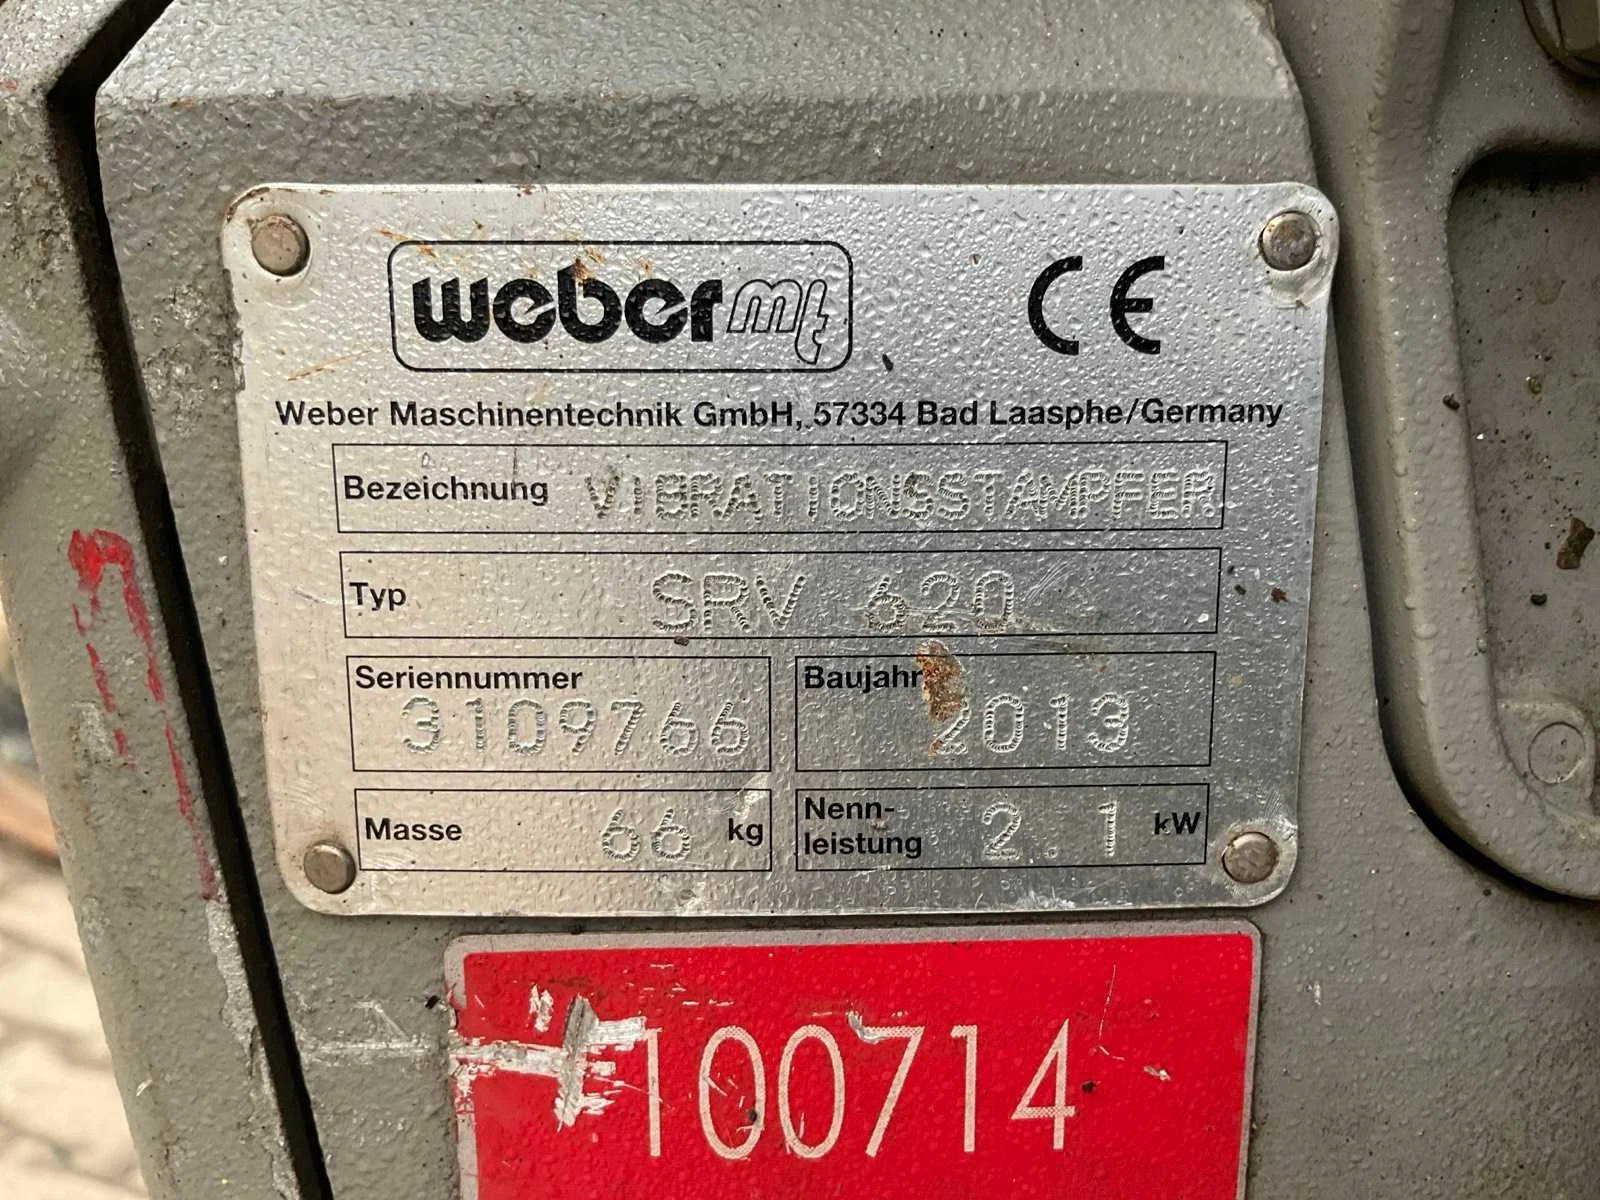 weber mt
CE
Weber Maschinentechnik GmbH, 57334 Bad Laasphe/Germany
Bezeichnung VIBRATIONSSTAMPFER
Typ SRV 620
Seriennummer
3109766
Baujahr
2013
Masse 66 kg
Nenn-
leistung 2.1 kW
100714